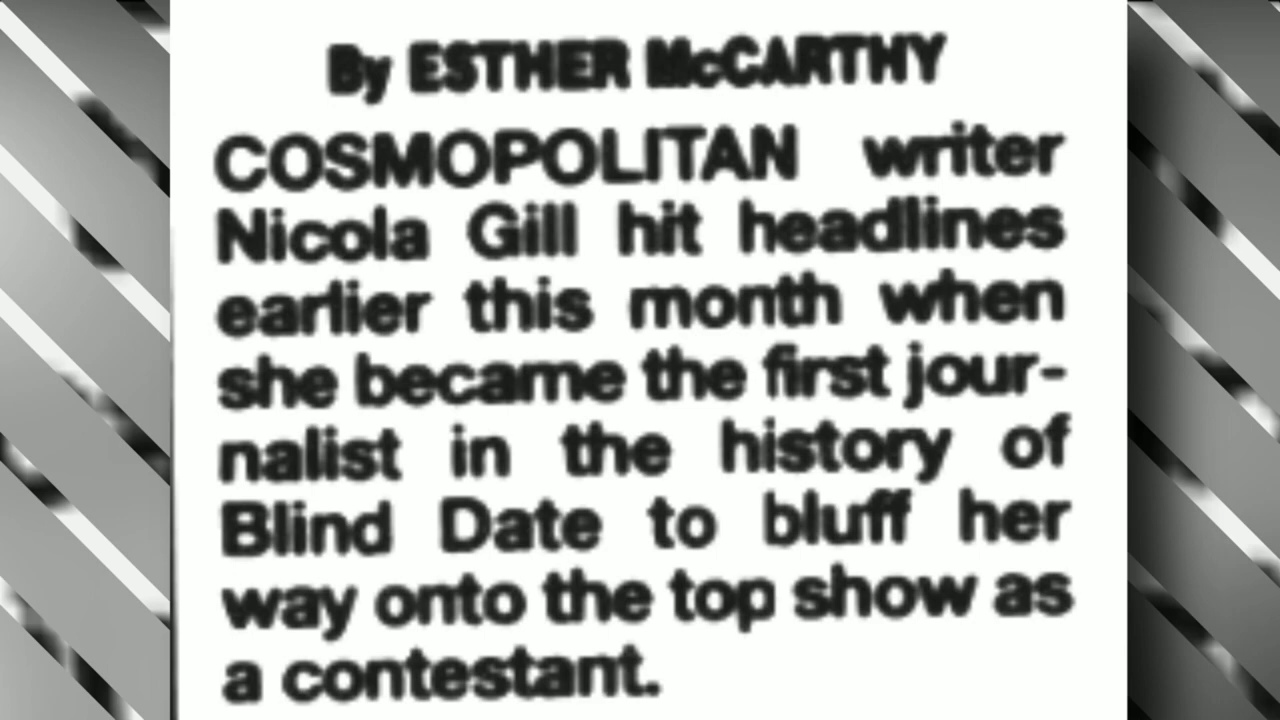 By ESTHER McCARTHY
COSMOPOLITAN writer
Nicola Gill hit headlines
earlier this month when
she became the first jour-
nalist in the history of
Blind Date to bluff her
way onto the top show as
a contestant.